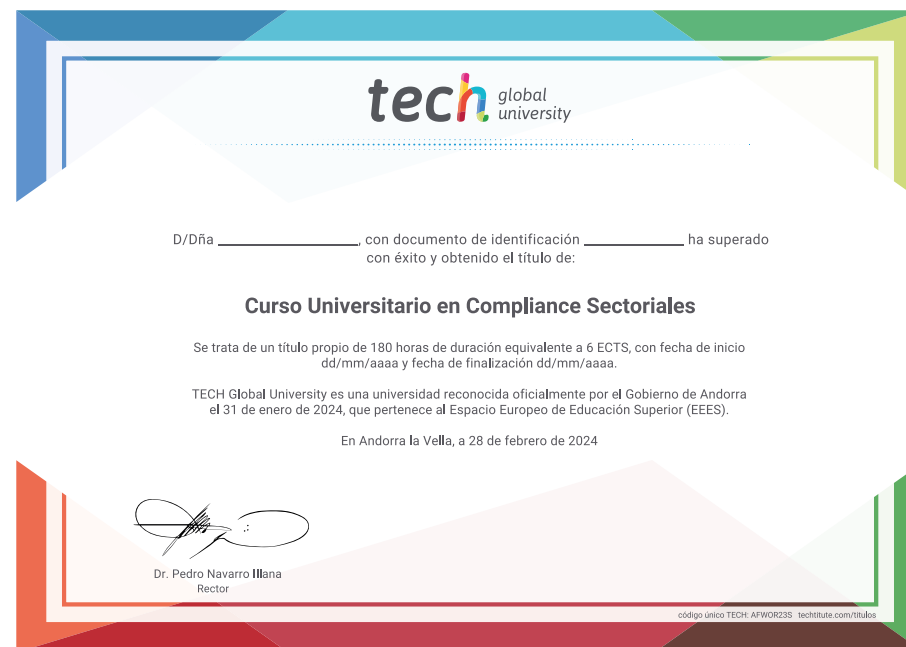 tech global
university
D/Dña ______________, con documento de identificación __________ ha superado
con éxito y obtenido el título de:
Curso Universitario en Compliance Sectoriales
Se trata de un título propio de 180 horas de duración equivalente a 6 ECTS, con fecha de inicio
dd/mm/aaaa y fecha de finalización dd/mm/aaaa.
TECH Global University es una universidad reconocida oficialmente por el Gobierno de Andorra
el 31 de enero de 2024, que pertenece al Espacio Europeo de Educación Superior (EEES).
En Andorra la Vella, a 28 de febrero de 2024
Dr. Pedro Navarro Illana
Rector
código único TECH: AFWOR23S techtitute.com/titulos